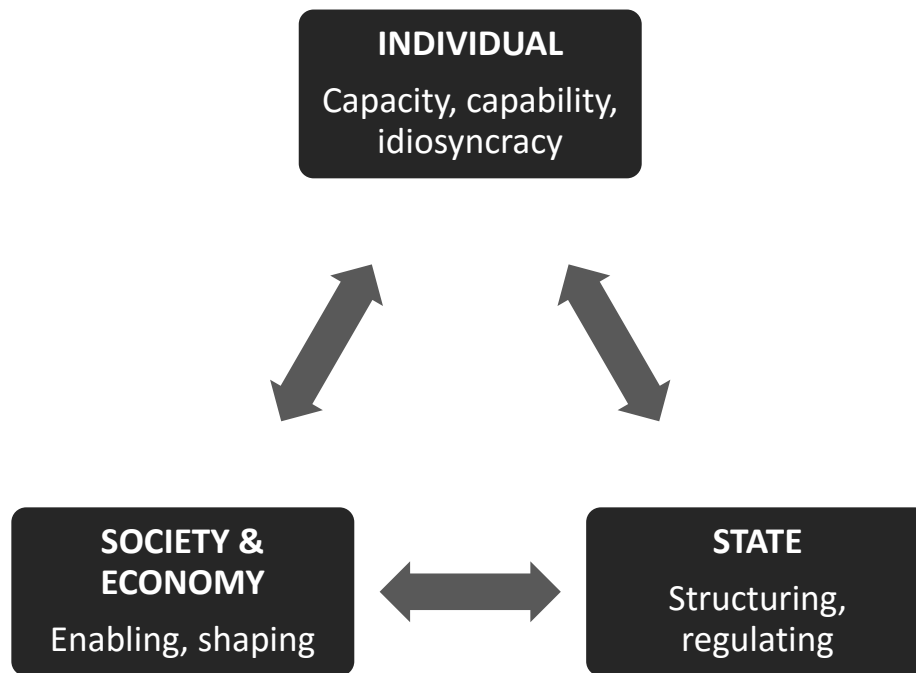 INDIVIDUAL
Capacity, capability,
idiosyncracy
SOCIETY &
ECONOMY
Enabling, shaping
STATE
Structuring,
regulating